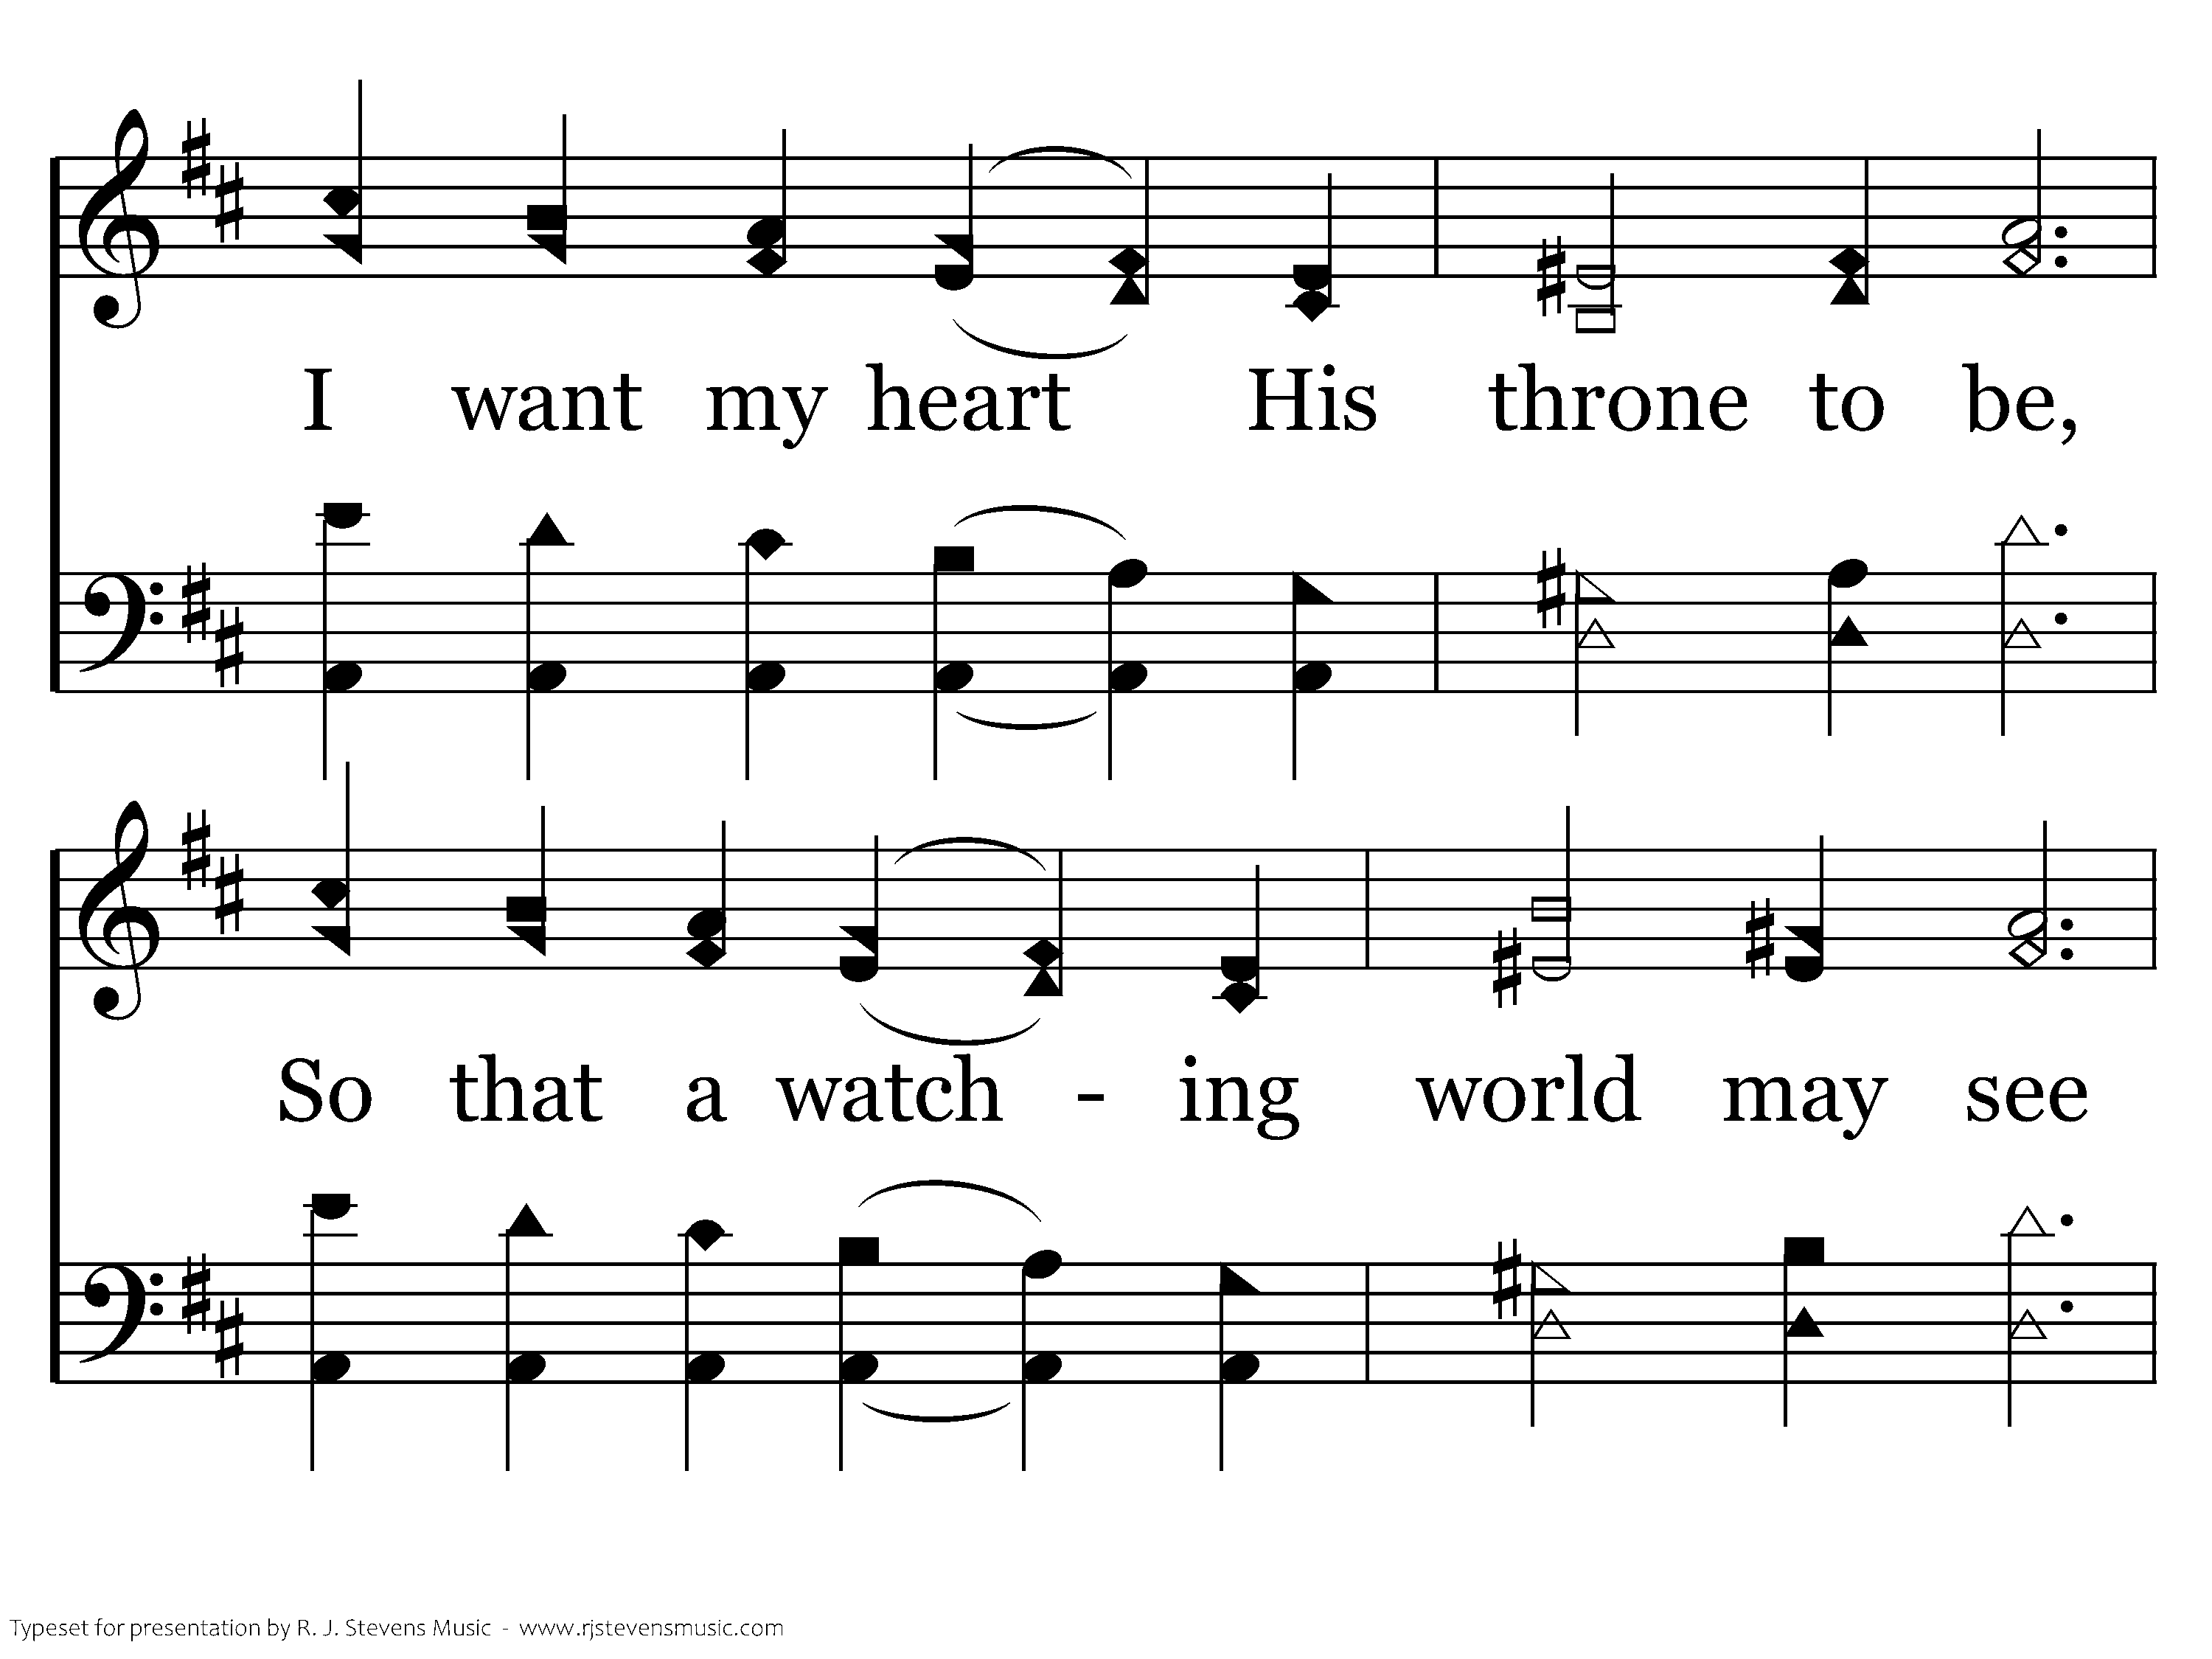 I want my heart His throne to be,
So that a watch - ing world may see
Typeset for presentation by R. J. Stevens Music - www.rjstevensmusic.com